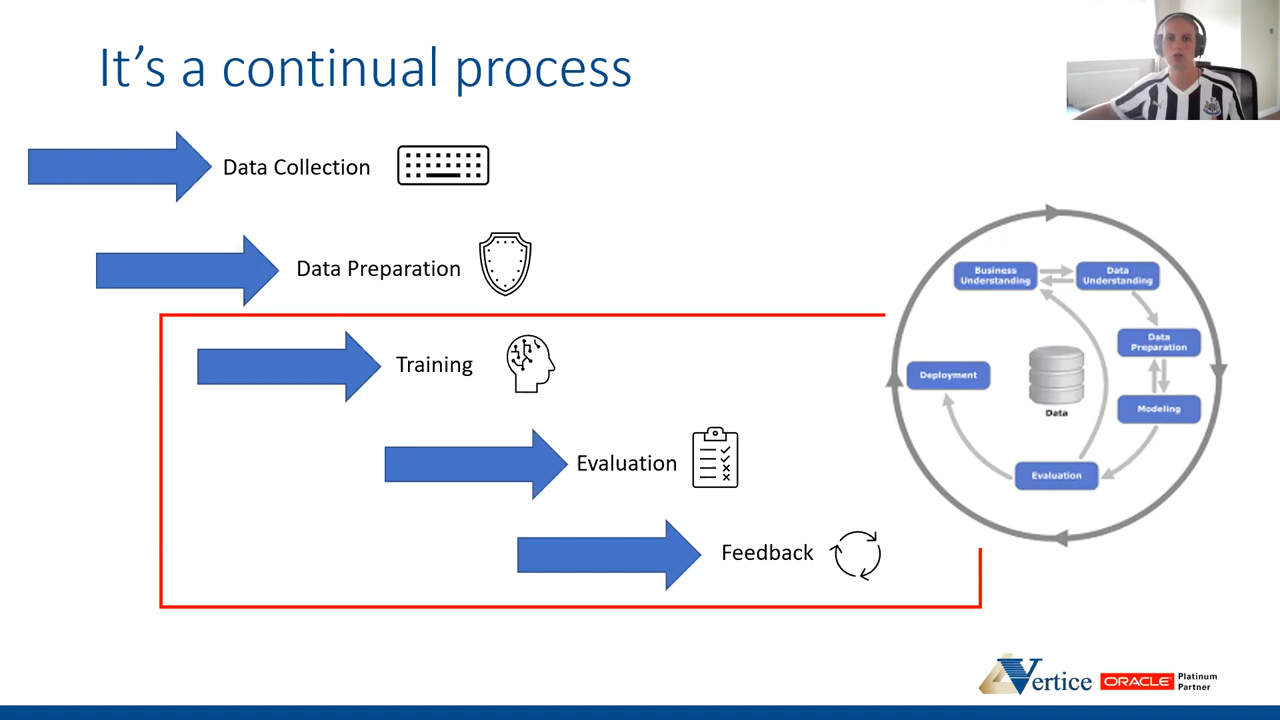 It's a continual process
Data Collection
Data Preparation
Training
Evaluation
Feedback
Business
Understanding
Data
Understanding
Data
Preparation
Modeling
Evaluation
Deployment
Data
Vertice
ORACLE
Platinum
Partner